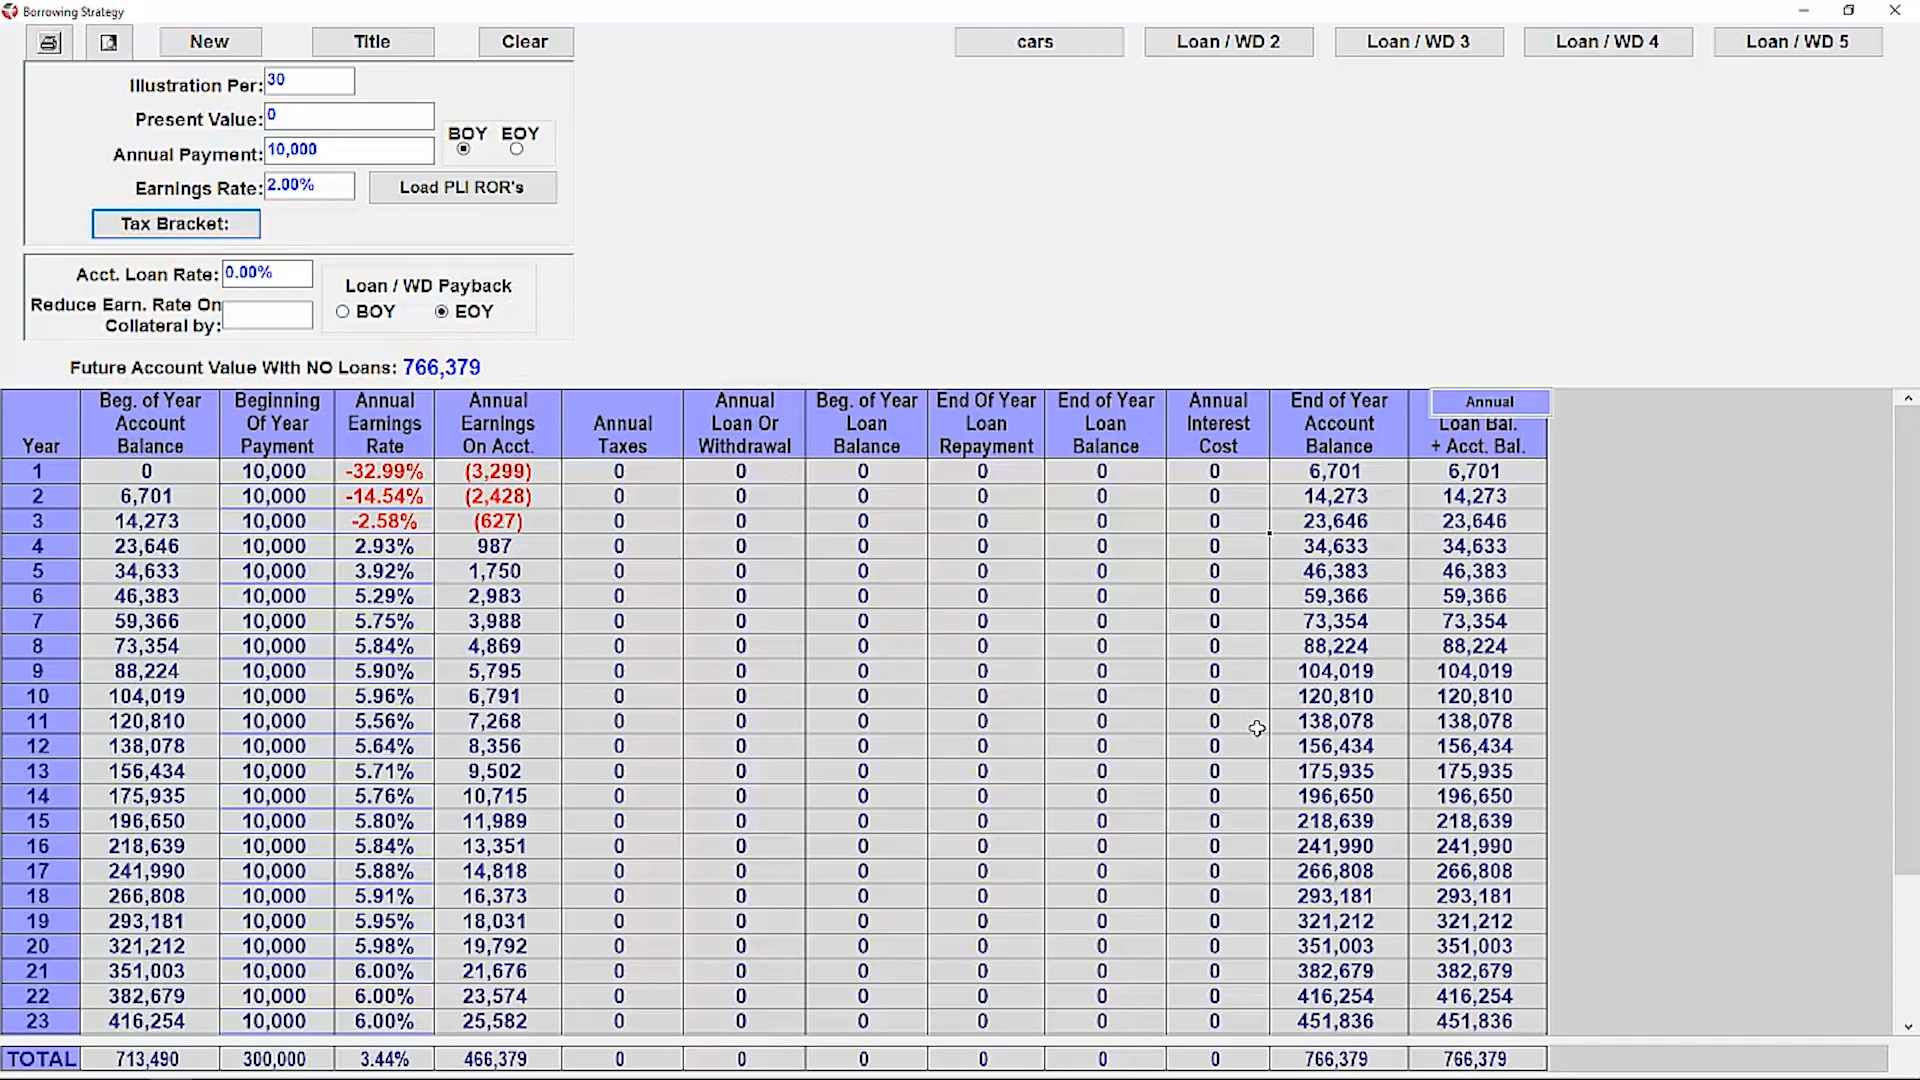 Borrowing Strategy
New Title Clear cars Loan / WD 2 Loan / WD 3 Loan / WD 4 Loan / WD 5
Illustration Per: 30
Present Value: 0
BOY EOY
Annual Payment: 10,000
Earnings Rate: 2.00% Load PLI ROR's
Tax Bracket:
Acct. Loan Rate: 0.00% Loan / WD Payback
Reduce Earn. Rate On
Collateral by: BOY EOY
Future Account Value With NO Loans: 766,379
Beg. of Year Beginning Annual Annual Annual Beg. of Year End Of Year End of Year Annual End of Year Annual
Account Of Year Earnings Earnings Annual Loan Or Loan Loan Loan Interest Account Loan Bal.
Year Balance Payment Rate On Acct. Taxes Withdrawal Balance Repayment Balance Cost Balance + Acct. Bal.
1 0 10,000 -32.99% (3,299) 0 0 0 0 0 0 6,701 6,701
2 6,701 10,000 -14.54% (2,428) 0 0 0 0 0 0 14,273 14,273
3 14,273 10,000 -2.58% (627) 0 0 0 0 0 0 23,646 23,646
4 23,646 10,000 2.93% 987 0 0 0 0 0 0 34,633 34,633
5 34,633 10,000 3.92% 1,750 0 0 0 0 0 0 46,383 46,383
6 46,383 10,000 5.29% 2,983 0 0 0 0 0 0 59,366 59,366
7 59,366 10,000 5.75% 3,988 0 0 0 0 0 0 73,354 73,354
8 73,354 10,000 5.84% 4,869 0 0 0 0 0 0 88,224 88,224
9 88,224 10,000 5.90% 5,795 0 0 0 0 0 0 104,019 104,019
10 104,019 10,000 5.96% 6,791 0 0 0 0 0 0 120,810 120,810
11 120,810 10,000 5.56% 7,268 0 0 0 0 0 0 138,078 138,078
12 138,078 10,000 5.64% 8,356 0 0 0 0 0 0 156,434 156,434
13 156,434 10,000 5.71% 9,502 0 0 0 0 0 0 175,935 175,935
14 175,935 10,000 5.76% 10,715 0 0 0 0 0 0 196,650 196,650
15 196,650 10,000 5.80% 11,989 0 0 0 0 0 0 218,639 218,639
16 218,639 10,000 5.84% 13,351 0 0 0 0 0 0 241,990 241,990
17 241,990 10,000 5.88% 14,818 0 0 0 0 0 0 266,808 266,808
18 266,808 10,000 5.91% 16,373 0 0 0 0 0 0 293,181 293,181
19 293,181 10,000 5.95% 18,031 0 0 0 0 0 0 321,212 321,212
20 321,212 10,000 5.98% 19,792 0 0 0 0 0 0 351,003 351,003
21 351,003 10,000 6.00% 21,676 0 0 0 0 0 0 382,679 382,679
22 382,679 10,000 6.00% 23,574 0 0 0 0 0 0 416,254 416,254
23 416,254 10,000 6.00% 25,582 0 0 0 0 0 0 451,836 451,836
TOTAL 713,490 300,000 3.44% 466,379 0 0 0 0 0 0 766,379 766,379